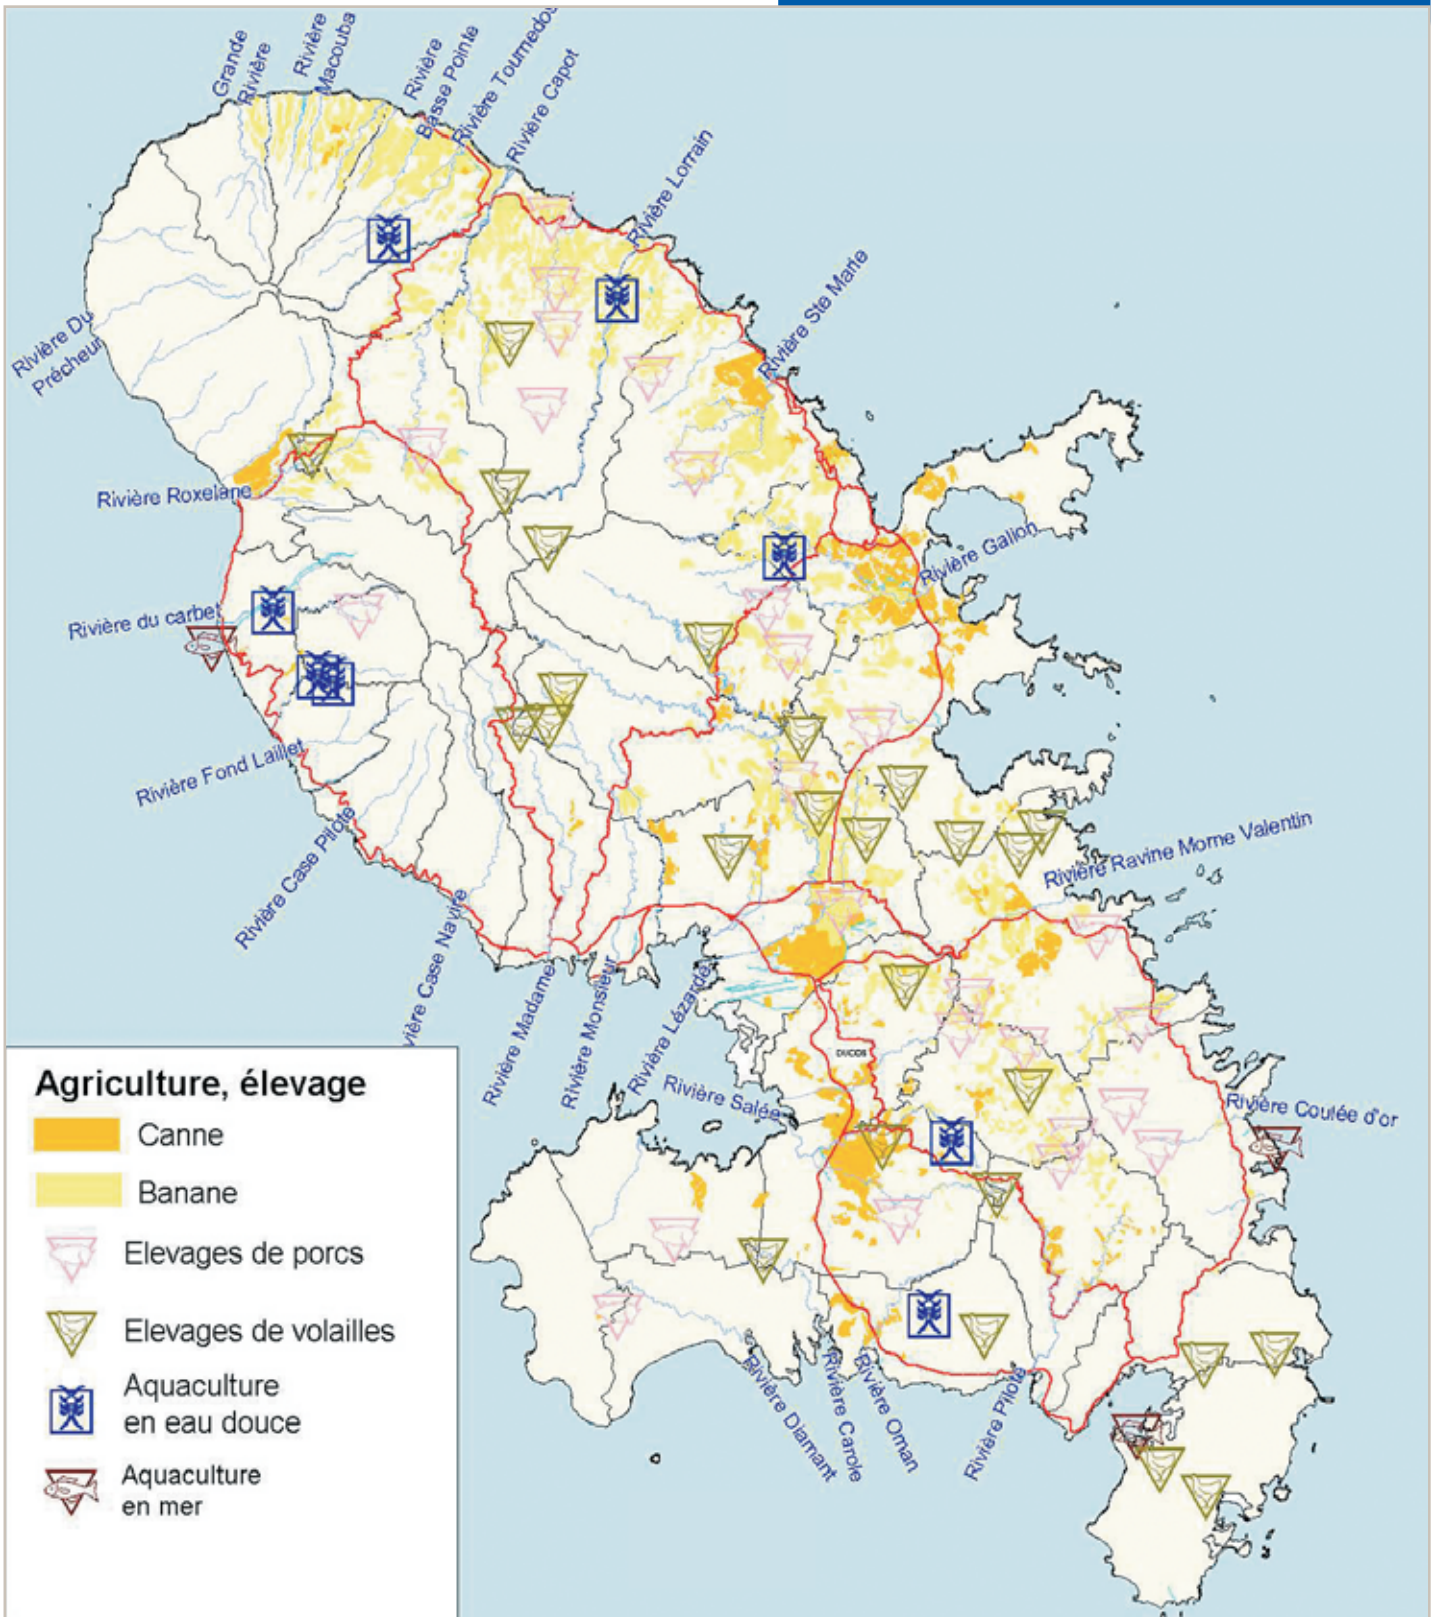 Grande
Rivière
Rivière
Macouba
Rivière
Basse Pointe
Rivière Tournedos
Rivière Capot
Rivière Lorrain
Rivière Ste Marie
Rivière Du
Précheur
Rivière Roxelane
Rivière Galion
Rivière du carbet
Rivière Fond Laillet
Rivière Case Pilote
Rivière Ravine Morne Valentin
ivière Case Navire
Rivière Madame
Rivière Monsieur
Rivière Lézarde
DUCOS
Rivière Salée
Rivière Coulée d'or
Rivière Diamant
Rivière Carole
Rivière Oman
Rivière Pilote
Agriculture, élevage
Canne
Banane
Elevages de porcs
Elevages de volailles
Aquaculture
en eau douce
Aquaculture
en mer